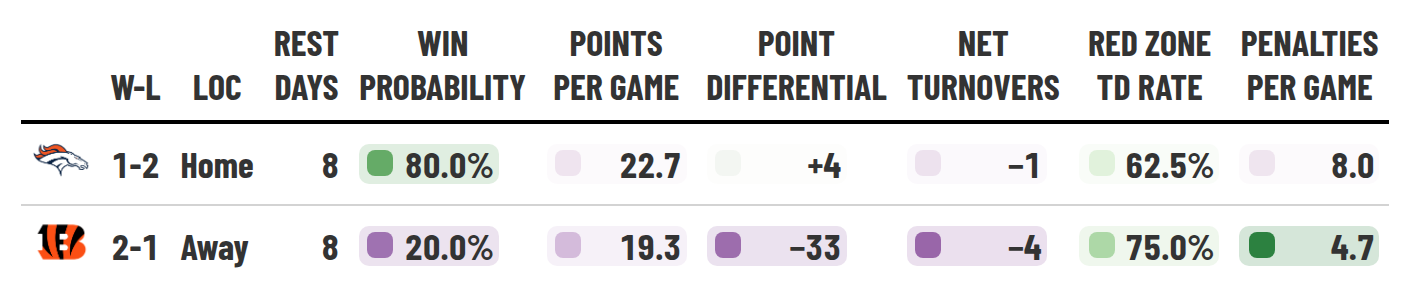 REST WIN POINTS POINT NET RED ZONE PENALTIES
W-L LOC DAYS PROBABILITY PER GAME DIFFERENTIAL TURNOVERS TD RATE PER GAME
1-2 Home 8 80.0% 22.7 +4 −1 62.5% 8.0
2-1 Away 8 20.0% 19.3 −33 −4 75.0% 4.7